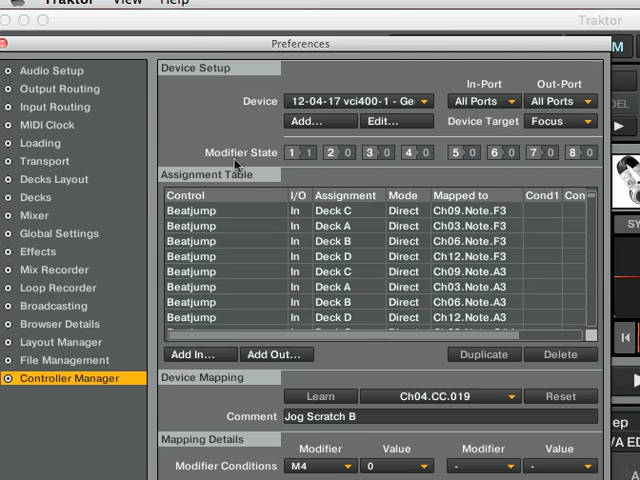 Traktor View Help
Traktor
Preferences
Audio Setup
Output Routing
Input Routing
MIDI Clock
Loading
Transport
Decks Layout
Decks
Mixer
Global Settings
Effects
Mix Recorder
Loop Recorder
Broadcasting
Browser Details
Layout Manager
File Management
Controller Manager
Device Setup
In-Port Out-Port
Device 12-04-17 vci400-1 - Ge All Ports All Ports
Add... Edit... Device Target Focus
Modifier State 1 1 2 0 3 0 4 0 5 0 6 0 7 0 8 0
Assignment Table
Control I/O Assignment Mode Mapped to Cond1 Con
Beatjump In Deck C Direct Ch09.Note.F3
Beatjump In Deck A Direct Ch03.Note.F3
Beatjump In Deck B Direct Ch06.Note.F3
Beatjump In Deck D Direct Ch12.Note.F3
Beatjump In Deck C Direct Ch09.Note.A3
Beatjump In Deck A Direct Ch03.Note.A3
Beatjump In Deck B Direct Ch06.Note.A3
Beatjump In Deck D Direct Ch12.Note.A3
Add In... Add Out... Duplicate Delete
Device Mapping
Learn Ch04.CC.019 Reset
Comment Jog Scratch B
Mapping Details
Modifier Value Modifier Value
Modifier Conditions M4 0 - -
M
DEL
SY
ep
VA ED